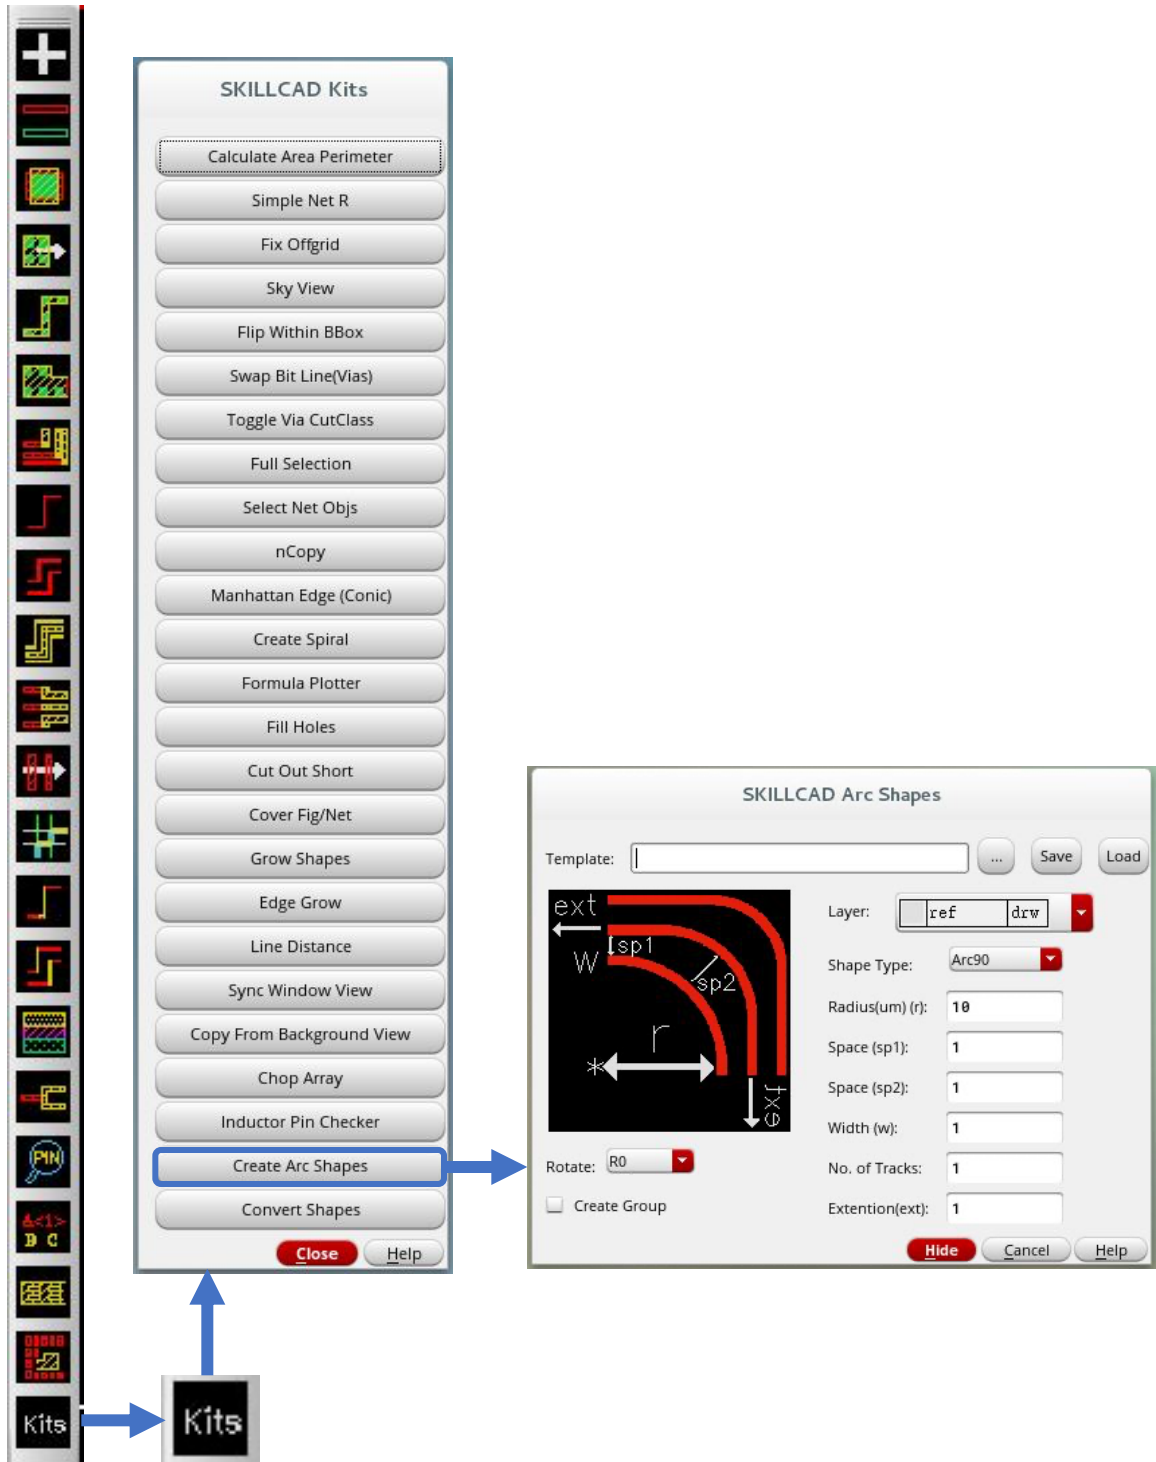 SKILLCAD Kits
Calculate Area Perimeter
Simple Net R
Fix Offgrid
Sky View
Flip Within BBox
Swap Bit Line(Vias)
Toggle Via CutClass
Full Selection
Select Net Objs
nCopy
Manhattan Edge (Conic)
Create Spiral
Formula Plotter
Fill Holes
Cut Out Short
Cover Fig/Net
Grow Shapes
Edge Grow
Line Distance
Sync Window View
Copy From Background View
Chop Array
Inductor Pin Checker
Create Arc Shapes
Convert Shapes
Close Help
PIN
&<1>
B C
Kits
Kits
SKILLCAD Arc Shapes
Template: ... Save Load
ext
sp1
W
sp2
r
*
ext
Layer: ref drw
Shape Type: Arc90
Radius(um) (r): 10
Space (sp1): 1
Space (sp2): 1
Width (w): 1
No. of Tracks: 1
Extention(ext): 1
Rotate: R0
Create Group
Hide Cancel Help